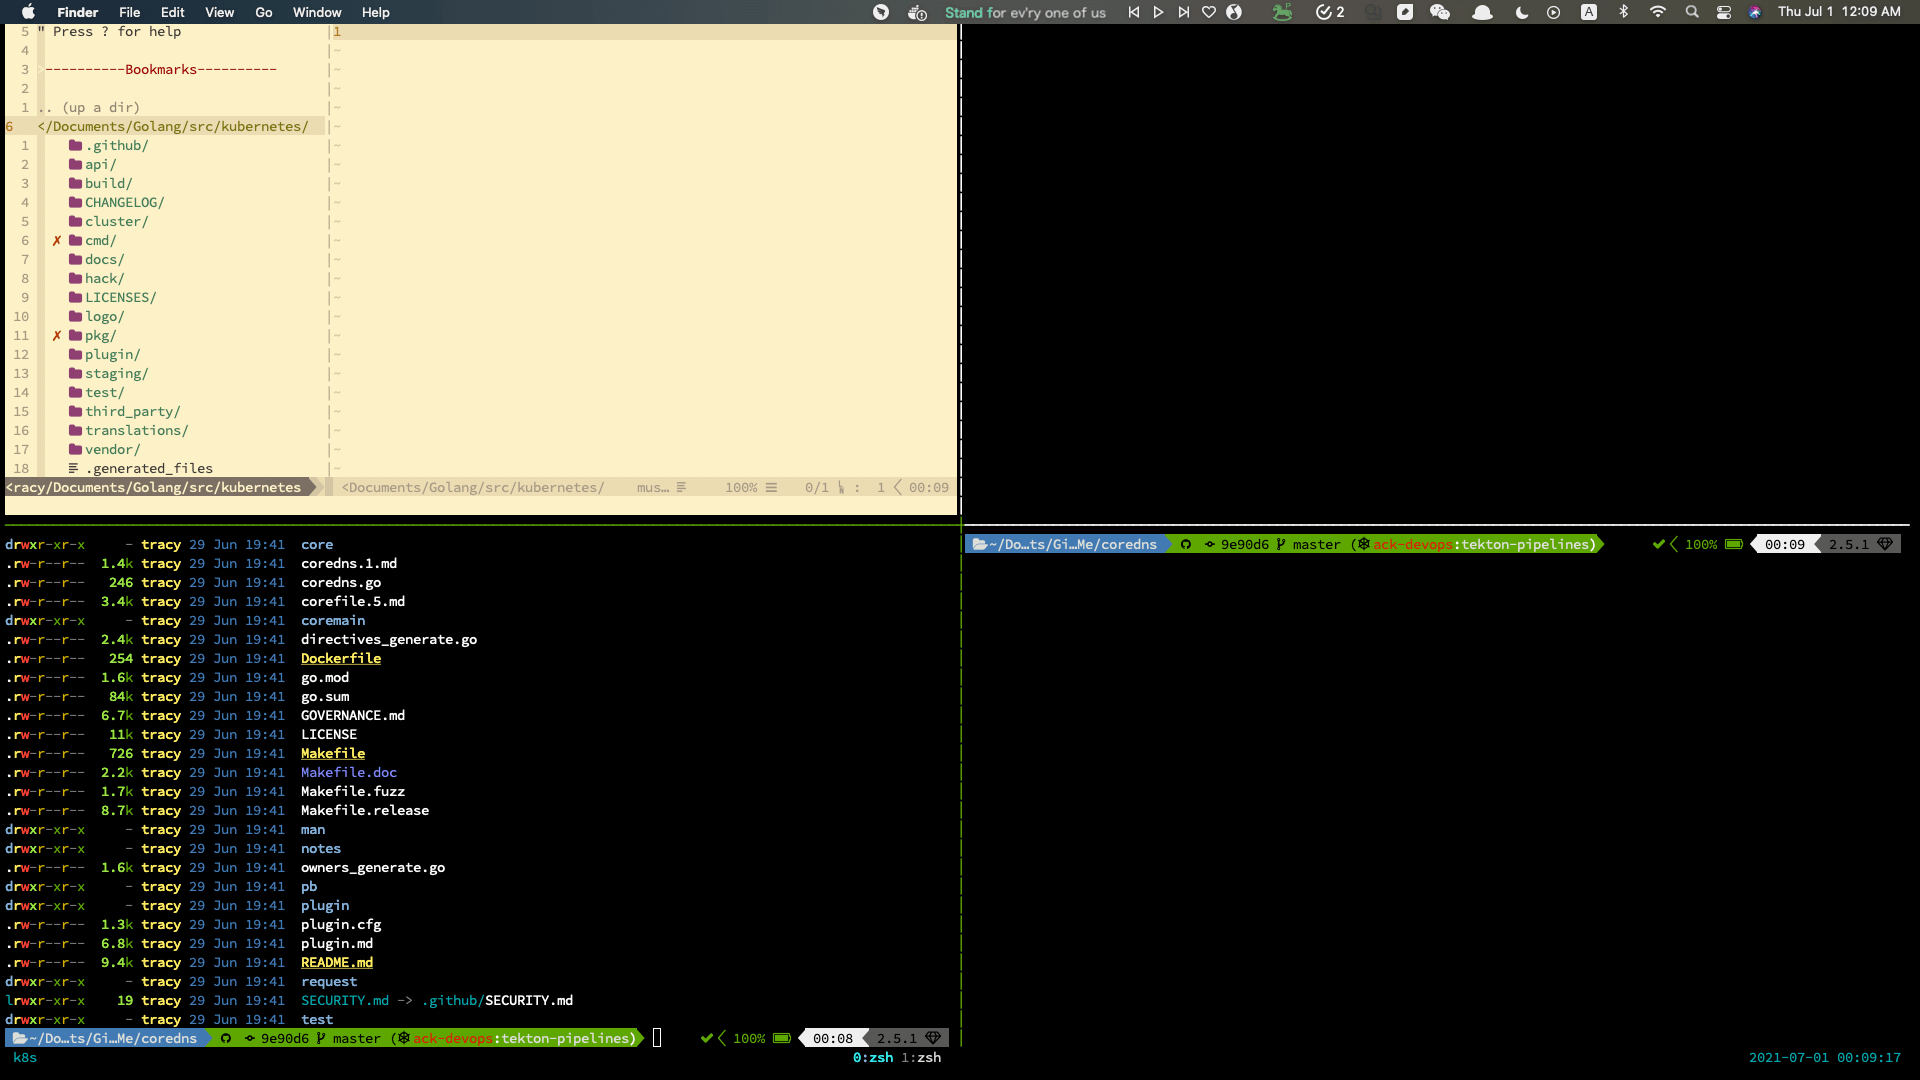 Finder File Edit View Go Window Help Stand for ev'ry one of us 2 A Thu Jul 1 12:09 AM
5 " Press ? for help
4
3 ----------Bookmarks----------
2
1 .. (up a dir)
6 </Documents/Golang/src/kubernetes/
1 .github/
2 api/
3 build/
4 CHANGELOG/
5 cluster/
6 ✗ cmd/
7 docs/
8 hack/
9 LICENSES/
10 logo/
11 ✗ pkg/
12 plugin/
13 staging/
14 test/
15 third_party/
16 translations/
17 vendor/
18 .generated_files
1
<racy/Documents/Golang/src/kubernetes <Documents/Golang/src/kubernetes/ mus… 100% 0/1 : 1 00:09
drwxr-xr-x - tracy 29 Jun 19:41 core
.rw-r--r-- 1.4k tracy 29 Jun 19:41 coredns.1.md
.rw-r--r-- 246 tracy 29 Jun 19:41 coredns.go
.rw-r--r-- 3.4k tracy 29 Jun 19:41 corefile.5.md
drwxr-xr-x - tracy 29 Jun 19:41 coremain
.rw-r--r-- 2.4k tracy 29 Jun 19:41 directives_generate.go
.rw-r--r-- 254 tracy 29 Jun 19:41 Dockerfile
.rw-r--r-- 1.6k tracy 29 Jun 19:41 go.mod
.rw-r--r-- 84k tracy 29 Jun 19:41 go.sum
.rw-r--r-- 6.7k tracy 29 Jun 19:41 GOVERNANCE.md
.rw-r--r-- 11k tracy 29 Jun 19:41 LICENSE
.rw-r--r-- 726 tracy 29 Jun 19:41 Makefile
.rw-r--r-- 2.2k tracy 29 Jun 19:41 Makefile.doc
.rw-r--r-- 1.7k tracy 29 Jun 19:41 Makefile.fuzz
.rw-r--r-- 8.7k tracy 29 Jun 19:41 Makefile.release
drwxr-xr-x - tracy 29 Jun 19:41 man
drwxr-xr-x - tracy 29 Jun 19:41 notes
.rw-r--r-- 1.6k tracy 29 Jun 19:41 owners_generate.go
drwxr-xr-x - tracy 29 Jun 19:41 pb
drwxr-xr-x - tracy 29 Jun 19:41 plugin
.rw-r--r-- 1.3k tracy 29 Jun 19:41 plugin.cfg
.rw-r--r-- 6.8k tracy 29 Jun 19:41 plugin.md
.rw-r--r-- 9.4k tracy 29 Jun 19:41 README.md
drwxr-xr-x - tracy 29 Jun 19:41 request
lrwxr-xr-x 19 tracy 29 Jun 19:41 SECURITY.md -> .github/SECURITY.md
drwxr-xr-x - tracy 29 Jun 19:41 test
~/Do…ts/Gi…Me/coredns 9e90d6 master (ack-devops:tekton-pipelines) 100% 00:08 2.5.1
~/Do…ts/Gi…Me/coredns 9e90d6 master (ack-devops:tekton-pipelines) 100% 00:09 2.5.1
k8s 0:zsh 1:zsh 2021-07-01 00:09:17